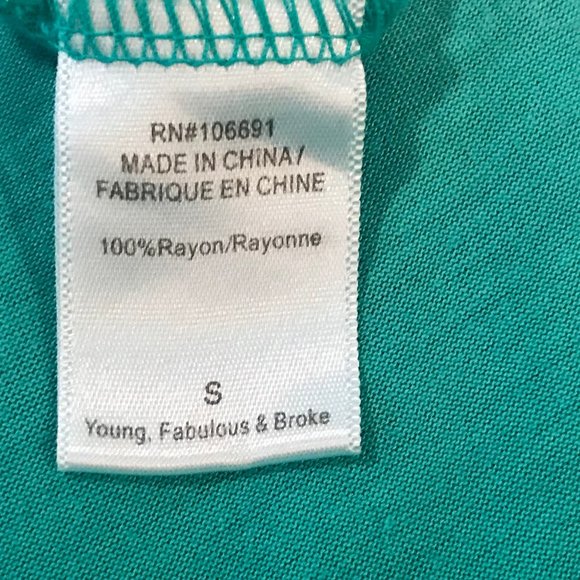 RN#106691
MADE IN CHINA/
FABRIQUE EN CHINE
100%Rayon/Rayonne
S
Young, Fabulous & Broke